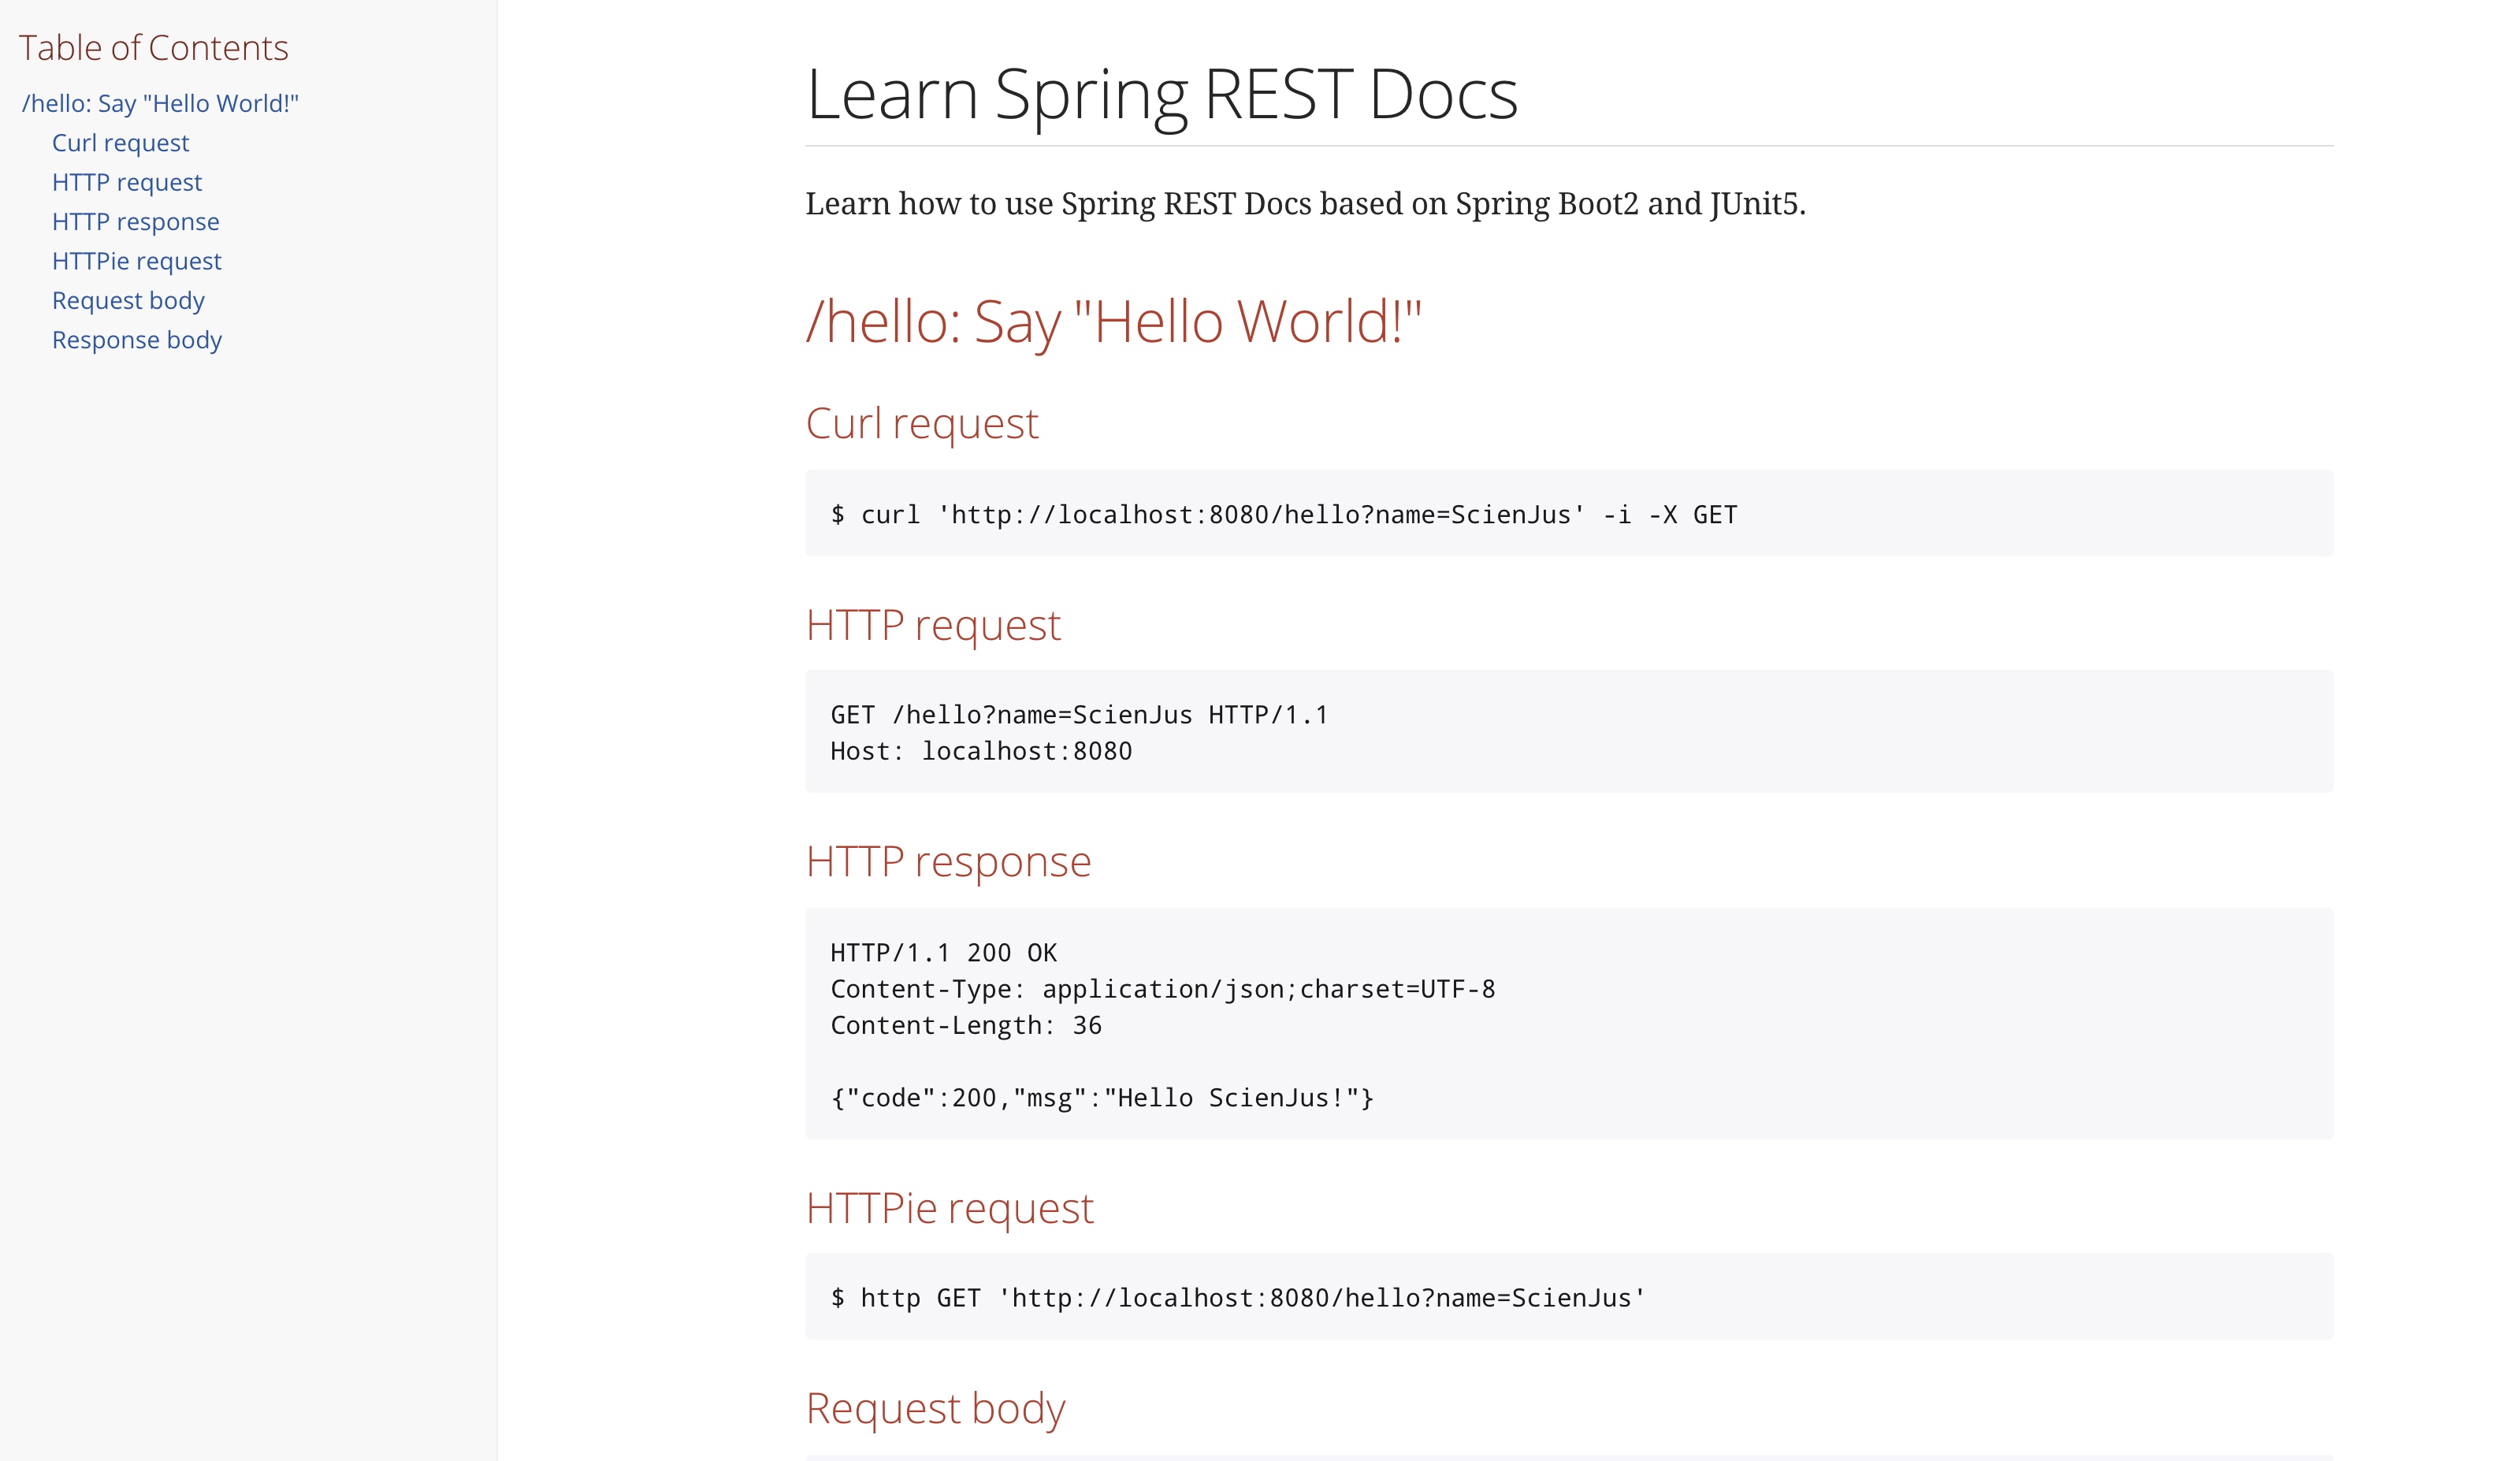 Table of Contents
/hello: Say "Hello World!"
Curl request
HTTP request
HTTP response
HTTPie request
Request body
Response body
Learn Spring REST Docs
Learn how to use Spring REST Docs based on Spring Boot2 and JUnit5.
/hello: Say "Hello World!"
Curl request
$ curl 'http://localhost:8080/hello?name=ScienJus' -i -X GET
HTTP request
GET /hello?name=ScienJus HTTP/1.1
Host: localhost:8080
HTTP response
HTTP/1.1 200 OK
Content-Type: application/json;charset=UTF-8
Content-Length: 36
{"code":200,"msg":"Hello ScienJus!"}
HTTPie request
$ http GET 'http://localhost:8080/hello?name=ScienJus'
Request body